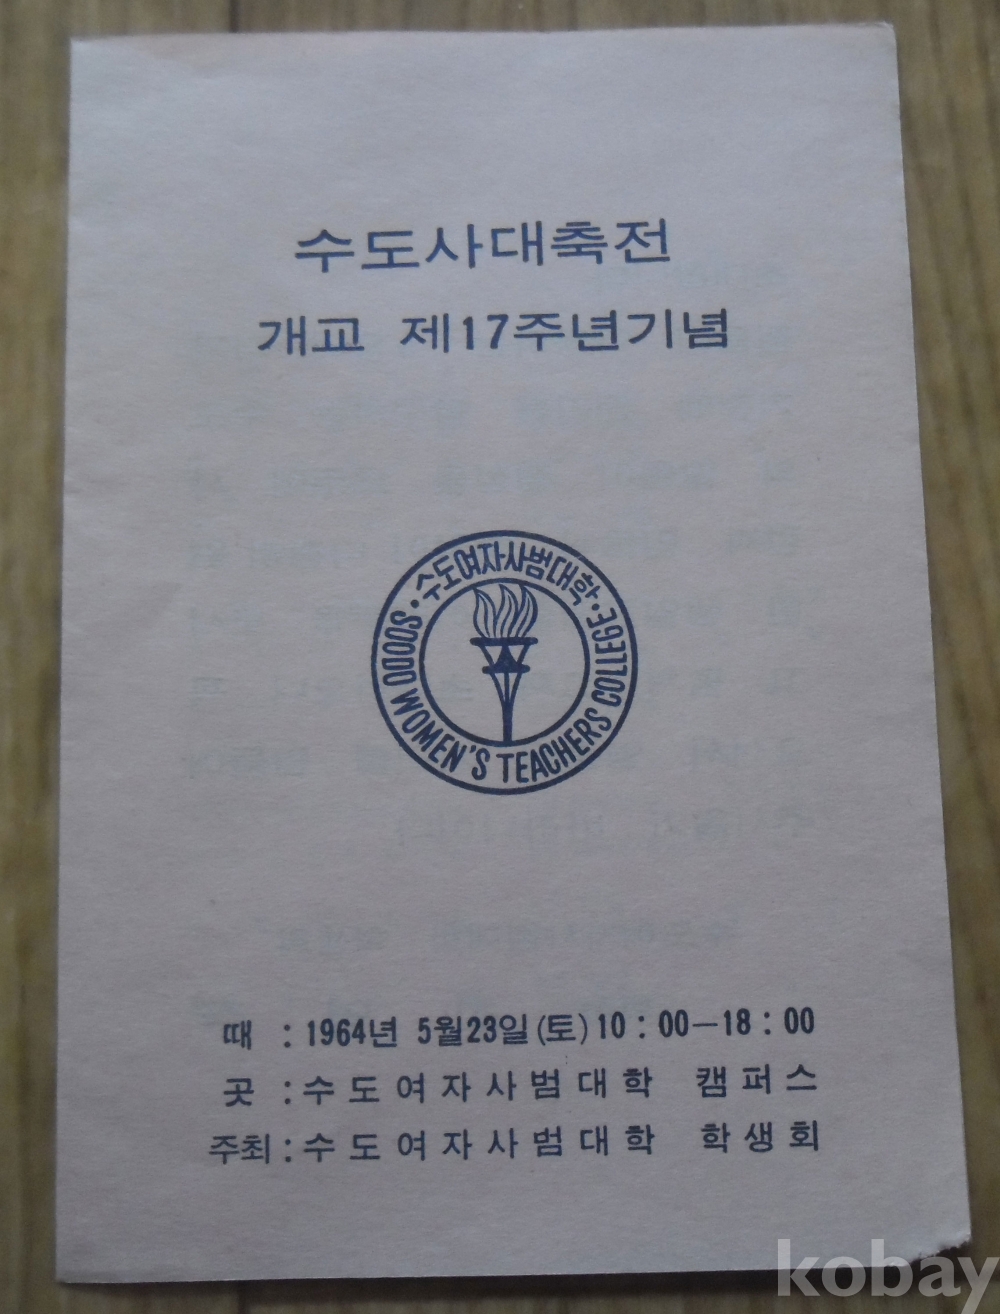 수도사대축전
개교 제17주년기념
·수도여자사범대학·
SOODO WOMEN'S TEACHERS COLLEGE
때 : 1964년 5월23일(토) 10:00-18:00
곳 : 수도여자사범대학 캠퍼스
주최 : 수도여자사범대학 학생회
kobay